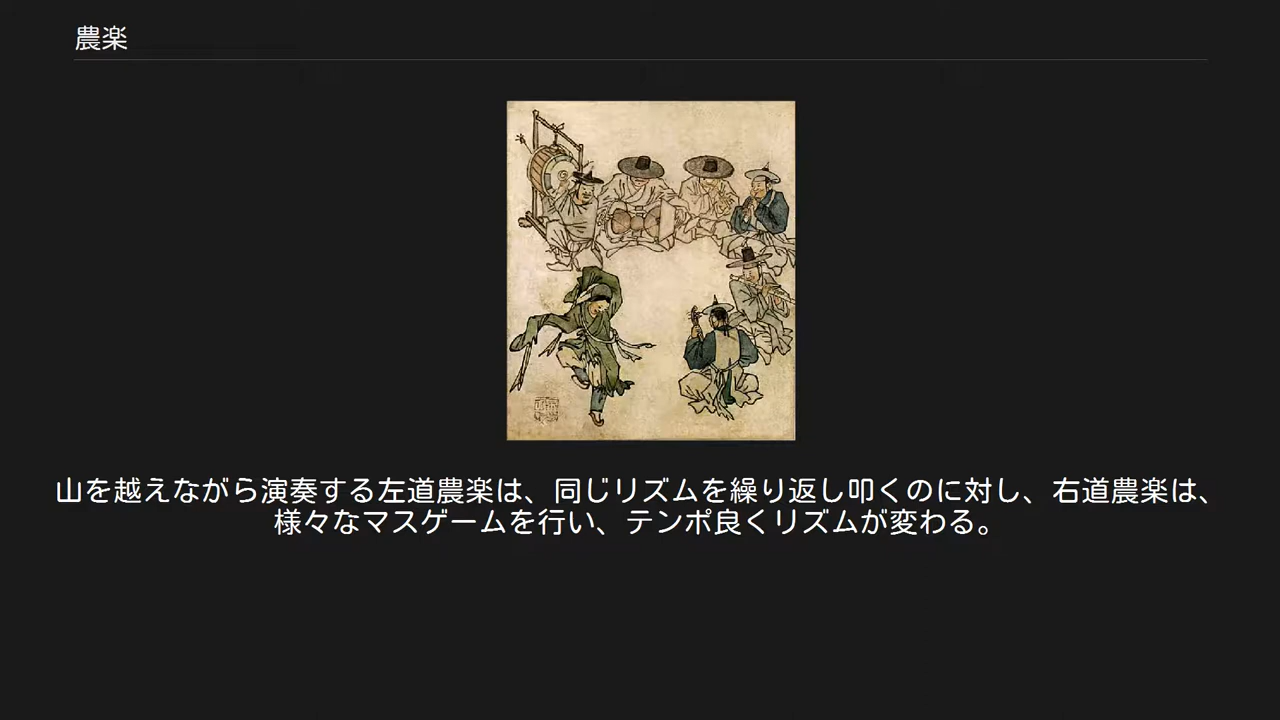 農楽
山を越えながら演奏する左道農楽は、同じリズムを繰り返し叩くのに対し、右道農楽は、
様々なマスゲームを行い、テンポ良くリズムが変わる。